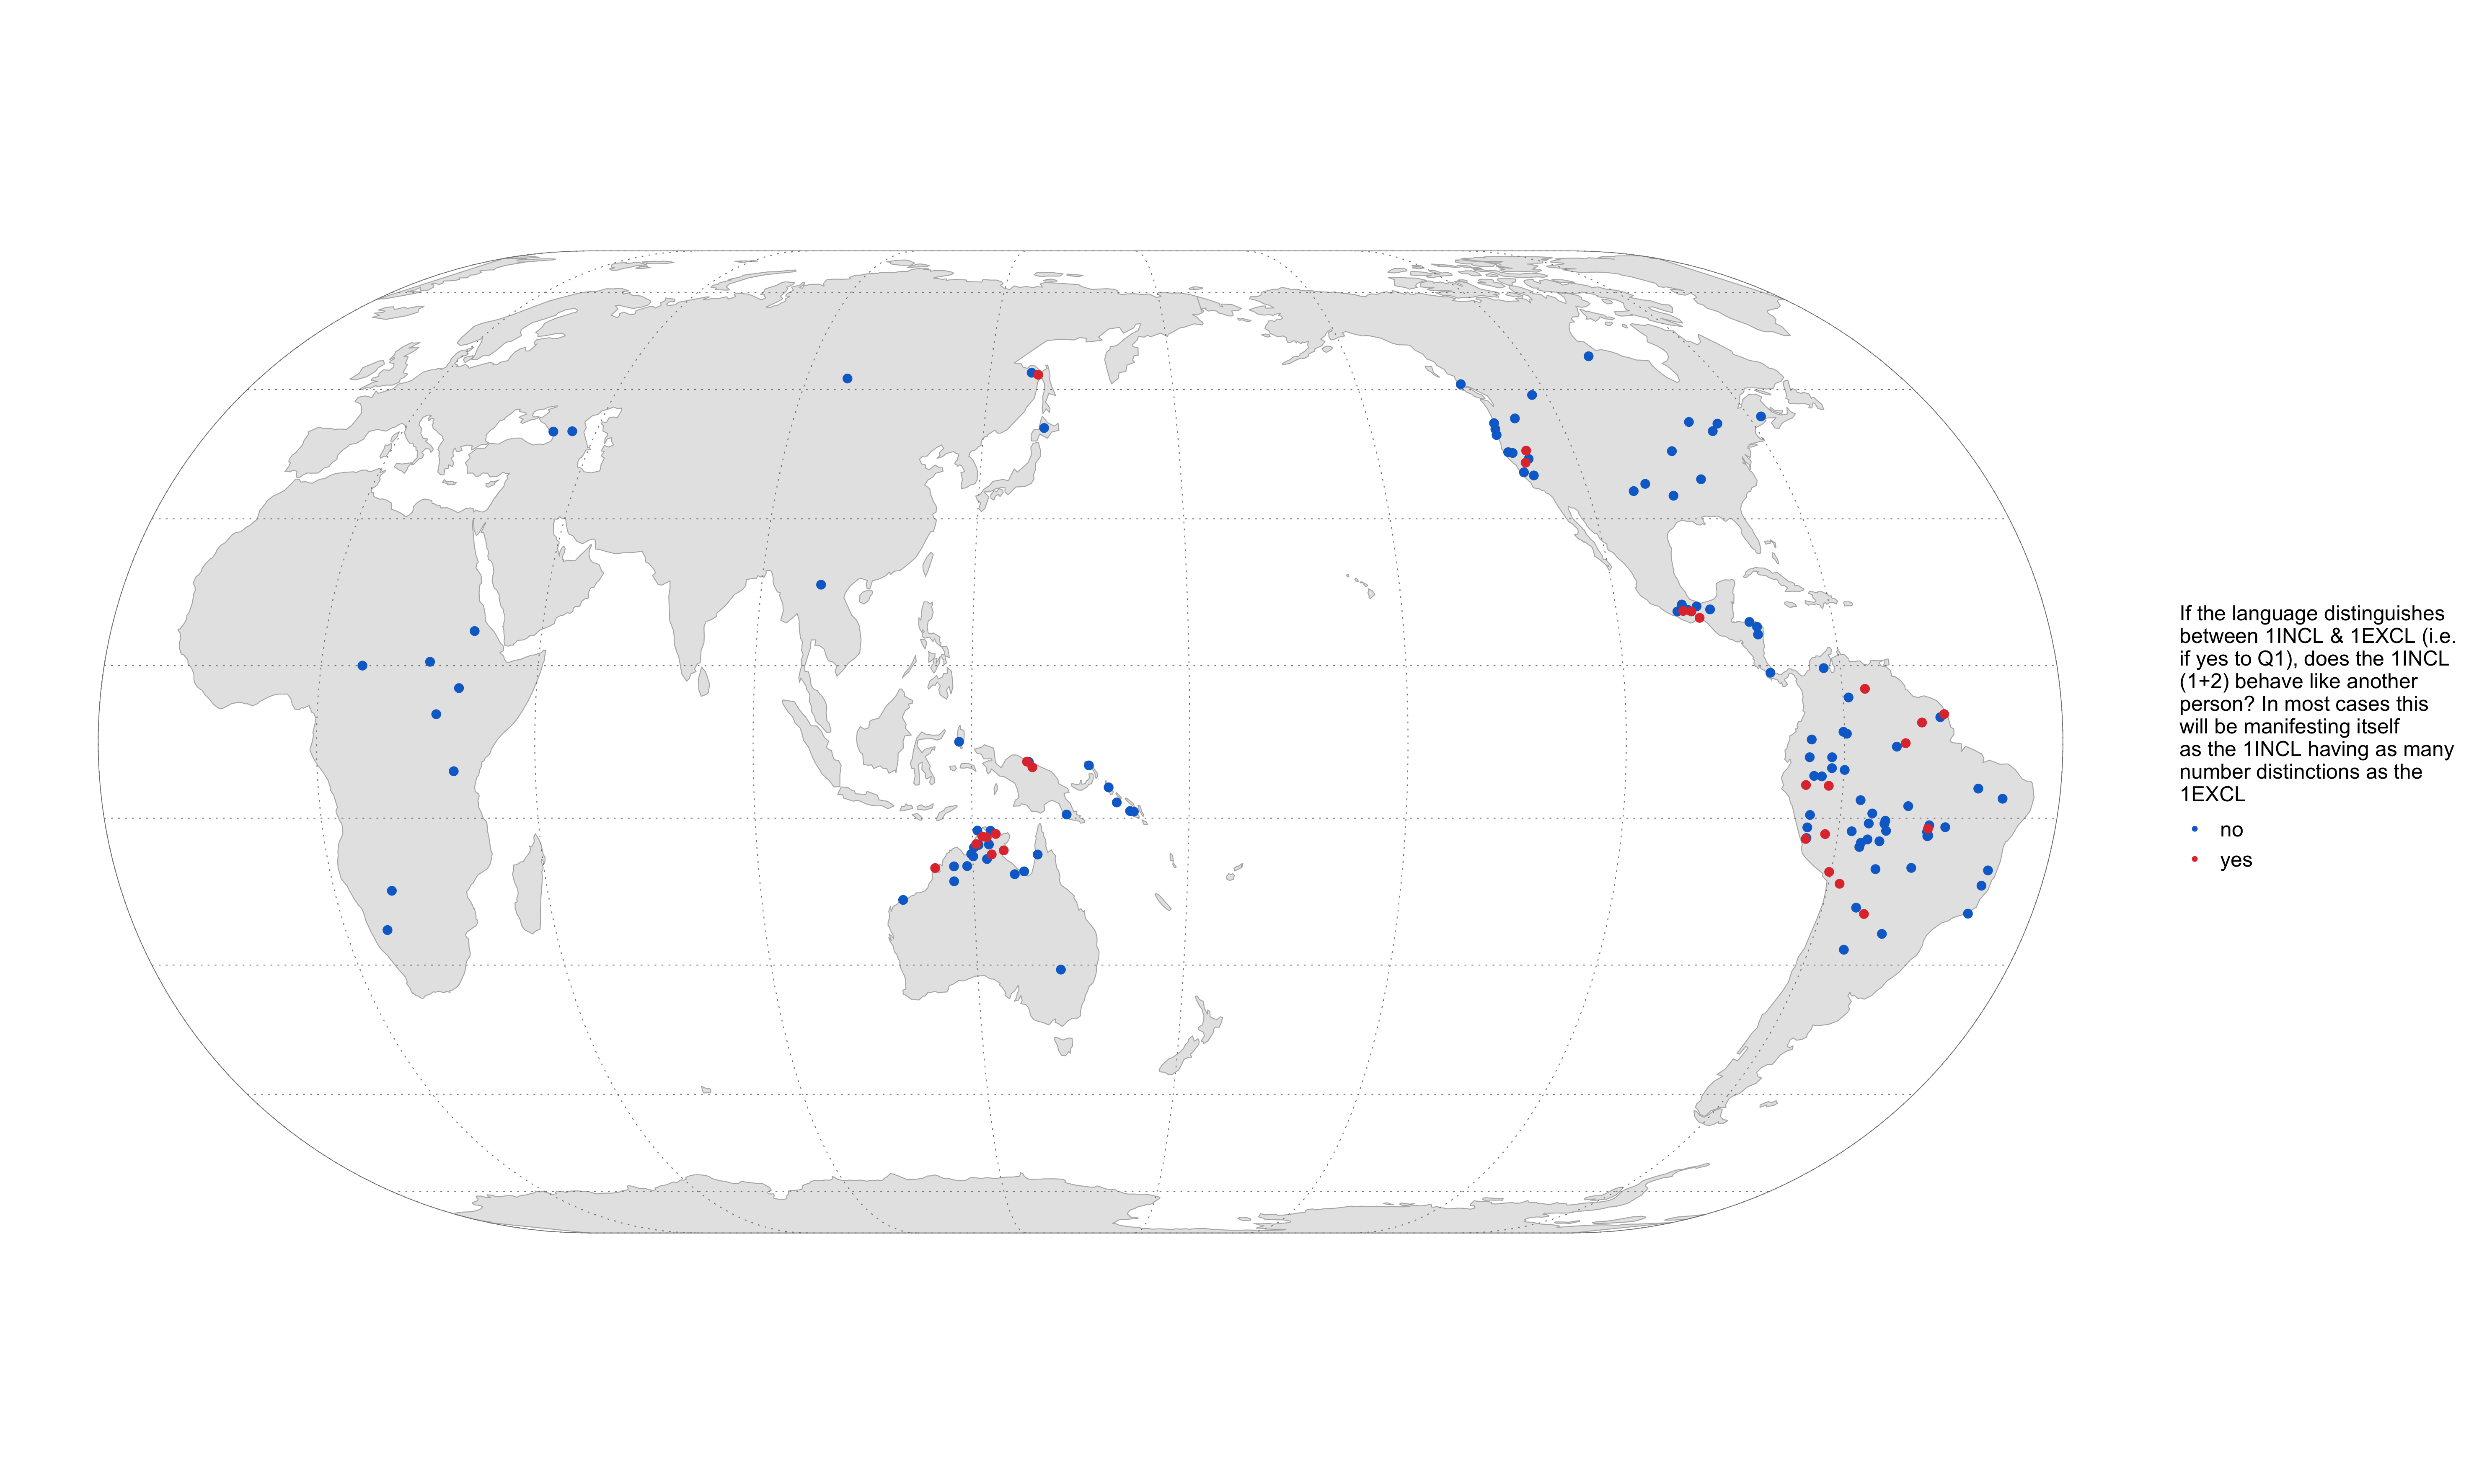 If the language distinguishes
between 1INCL & 1EXCL (i.e.
if yes to Q1), does the 1INCL
(1+2) behave like another
person? In most cases this
will be manifesting itself
as the 1INCL having as many
number distinctions as the
1EXCL
no
yes